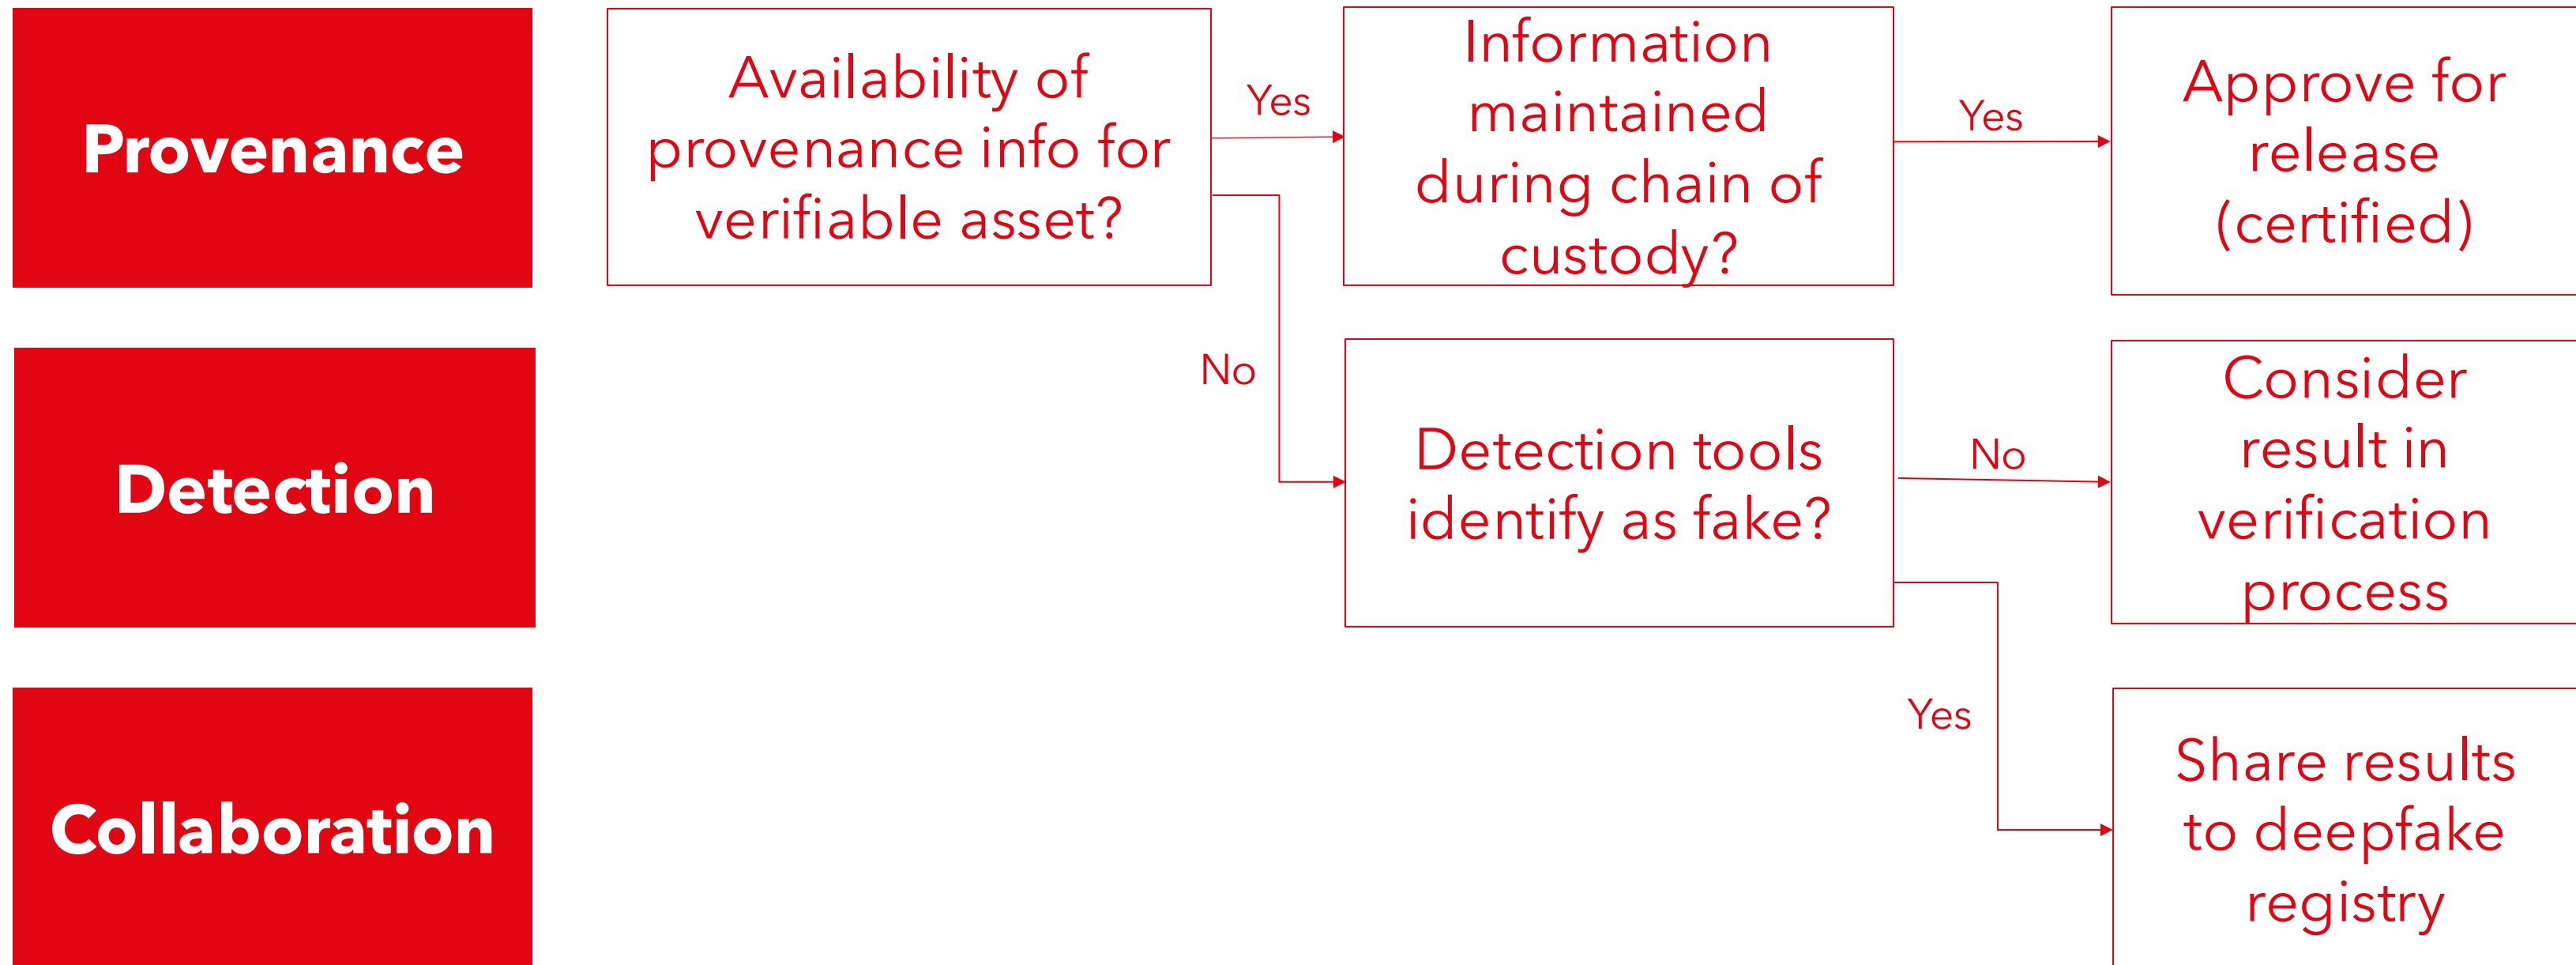 Provenance
Availability of
provenance info for
verifiable asset?
Yes
Information
maintained
during chain of
custody?
Yes
Approve for
release
(certified)
No
Detection
Detection tools
identify as fake?
No
Consider
result in
verification
process
Yes
Collaboration
Share results
to deepfake
registry